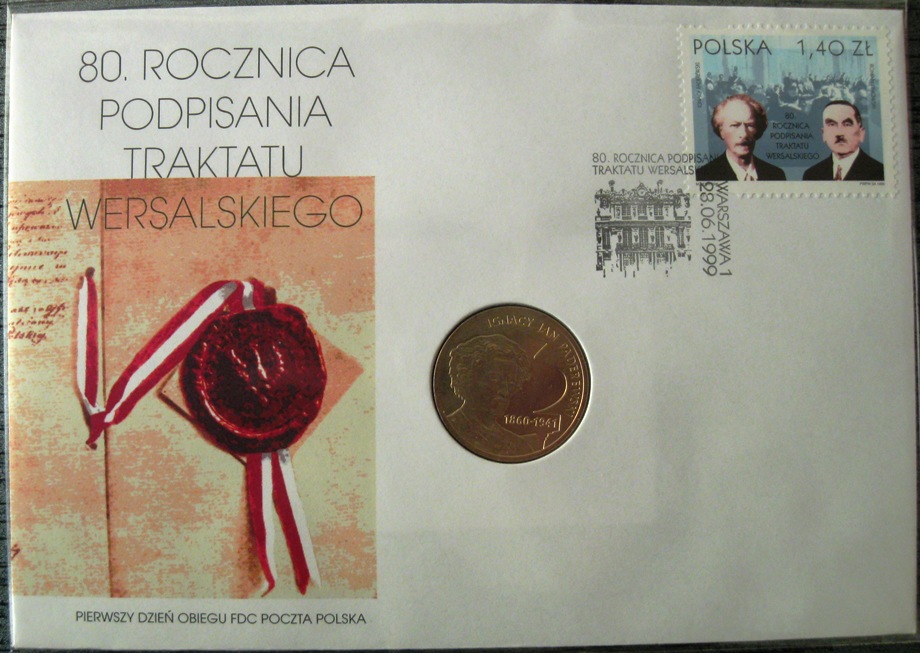 80. ROCZNICA
PODPISANIA
TRAKTATU
WERSALSKIEGO
POLSKA 1,40 ZŁ
80.
ROCZNICA
PODPISANIA
TRAKTATU
WERSALSKIEGO
80. ROCZNICA PODPISANIA
TRAKTATU WERSAL
WARSZAWA 1
28.06.1999
IGNACY JAN PADEREWSKI
1860-1941
PIERWSZY DZIEŃ OBIEGU FDC POCZTA POLSKA